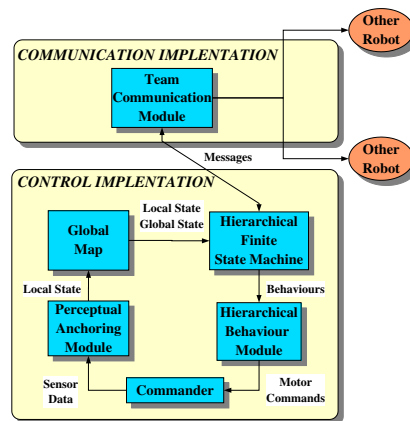 Other
Robot
COMMUNICATION IMPLENTATION
Team
Communication
Module
Other
Robot
Messages
CONTROL IMPLENTATION
Local State
Global State
Global
Map
Hierarchical
Finite
State Machine
Local State
Behaviours
Perceptual
Anchoring
Module
Hierarchical
Behaviour
Module
Sensor
Data
Commander
Motor
Commands